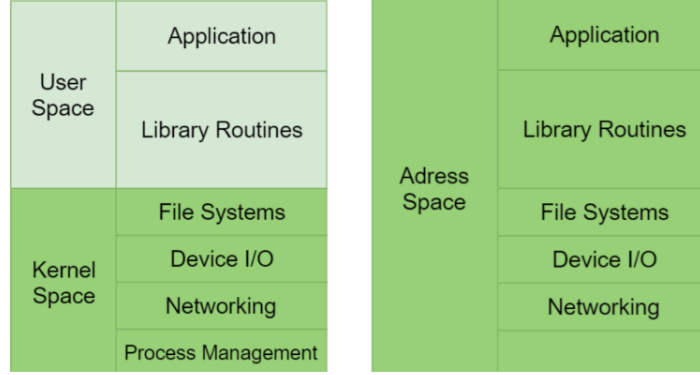 User
Space
Application
Library Routines
Kernel
Space
File Systems
Device I/O
Networking
Process Management
Adress
Space
Application
Library Routines
File Systems
Device I/O
Networking